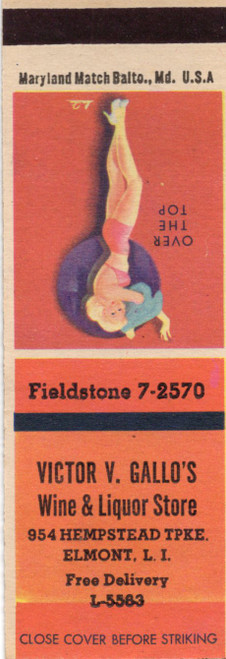 Maryland Match Balto., Md. U.S.A
OVER
THE
TOP
Fieldstone 7-2570
VICTOR V. GALLO'S
Wine & Liquor Store
954 HEMPSTEAD TPKE.
ELMONT, L. I.
Free Delivery
L-5563
CLOSE COVER BEFORE STRIKING